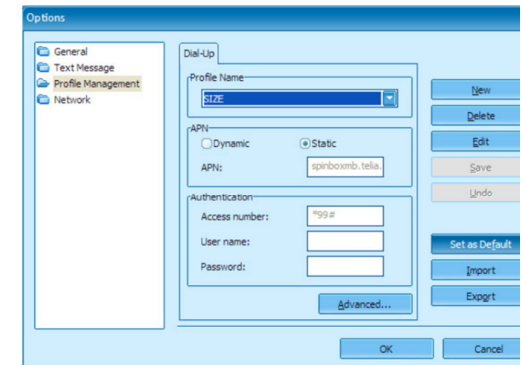 Options
General
Text Message
Profile Management
Network
Dial-Up
Profile Name
SIZE
APN
Dynamic
Static
APN:
spinboxmb.telia.
Authentication
Access number:
*99#
User name:
Password:
Advanced...
New
Delete
Edit
Save
Undo
Set as Default
Import
Export
OK
Cancel